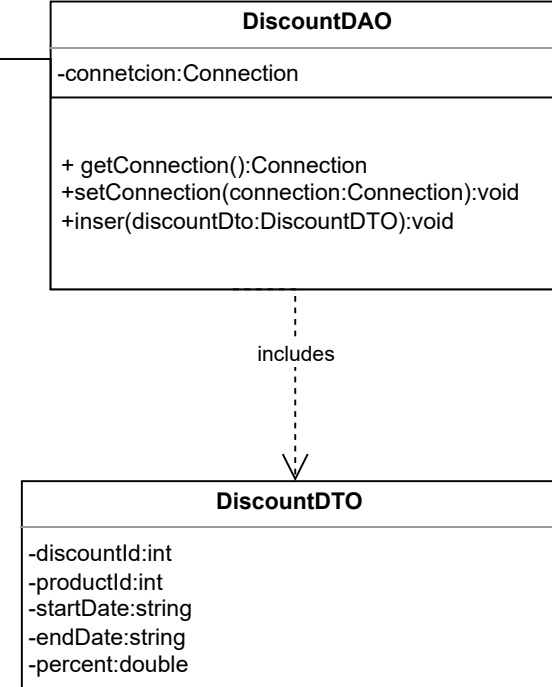 DiscountDAO
-connetcion:Connection
+ getConnection():Connection
+setConnection(connection:Connection):void
+inser(discountDto:DiscountDTO):void
includes
DiscountDTO
-discountId:int
-productId:int
-startDate:string
-endDate:string
-percent:double